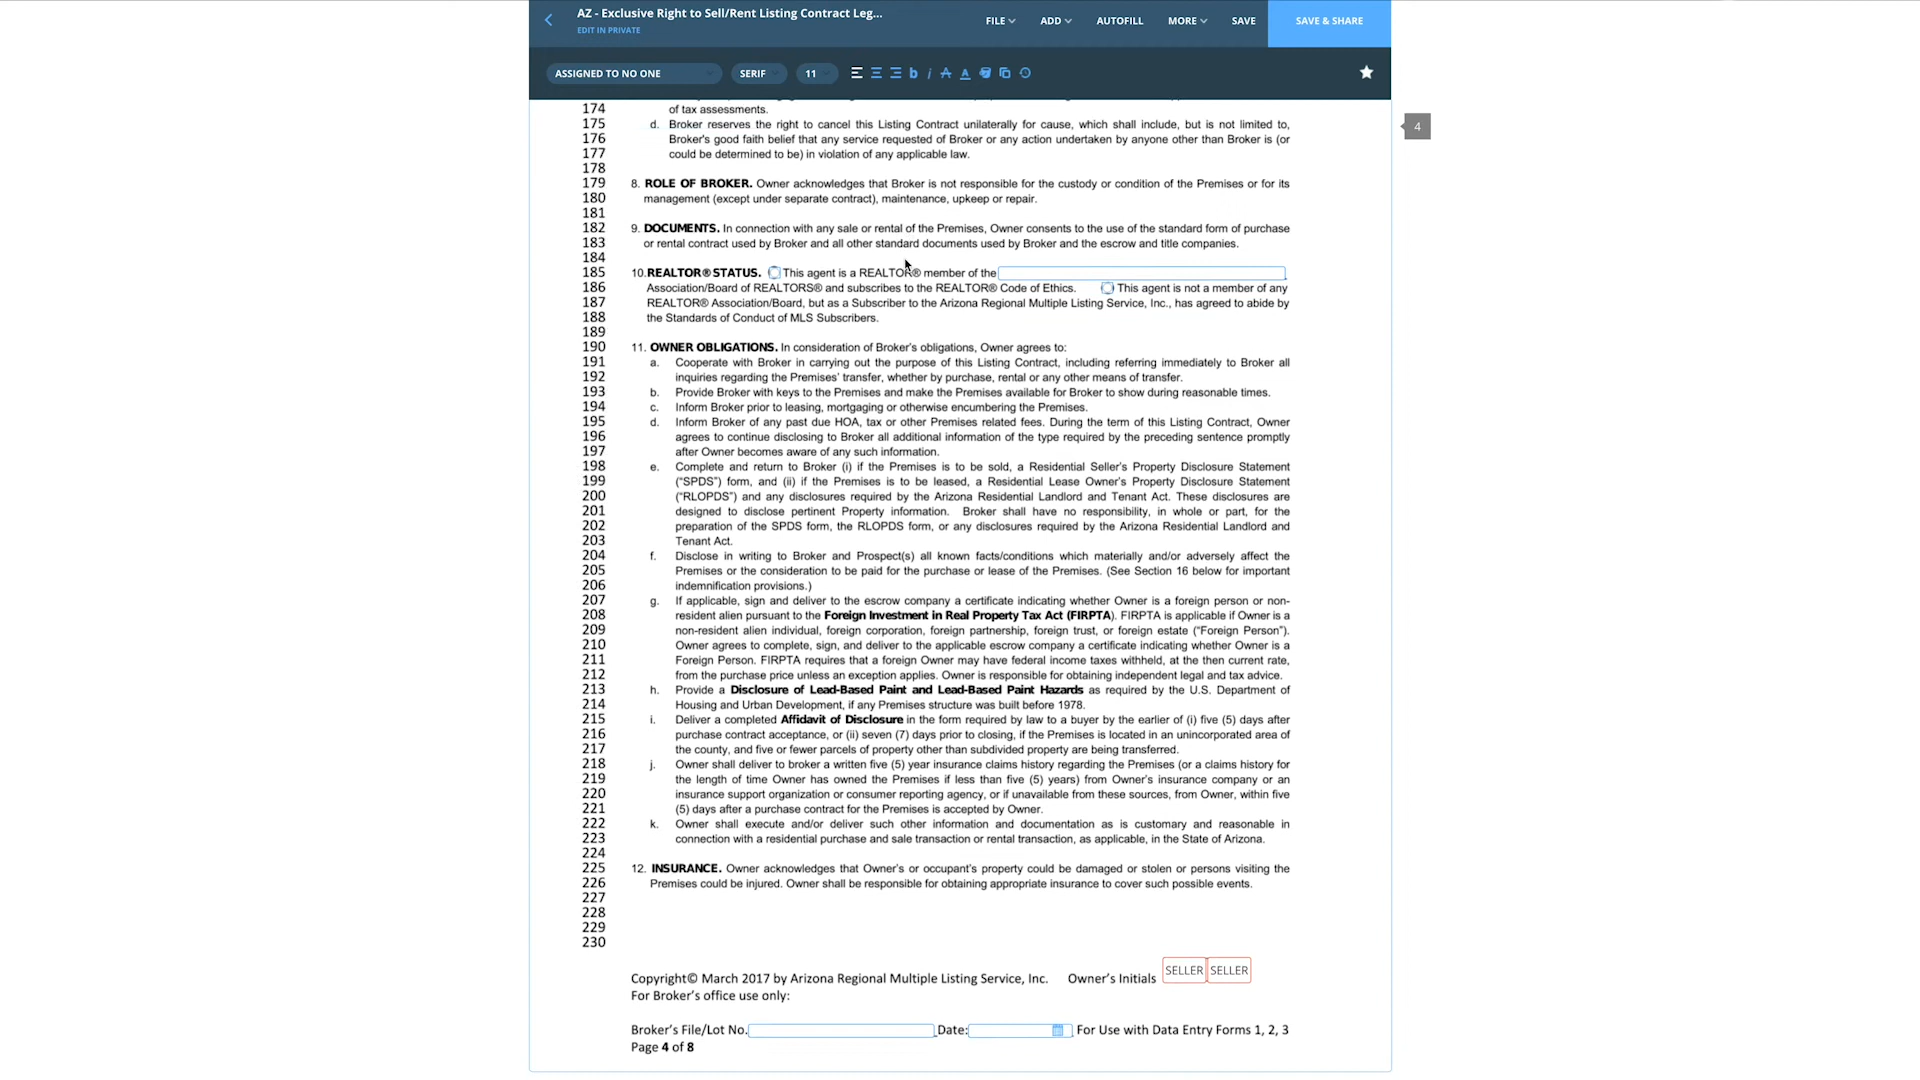 AZ - Exclusive Right to Sell/Rent Listing Contract Leg...
EDIT IN PRIVATE
FILE
ADD
AUTOFILL
MORE
SAVE
SAVE & SHARE
ASSIGNED TO NO ONE
SERIF
11
4
174 of tax assessments.
175 d. Broker reserves the right to cancel this Listing Contract unilaterally for cause, which shall include, but is not limited to,
176 Broker's good faith belief that any service requested of Broker or any action undertaken by anyone other than Broker is (or
177 could be determined to be) in violation of any applicable law.
178
179 8. ROLE OF BROKER. Owner acknowledges that Broker is not responsible for the custody or condition of the Premises or for its
180 management (except under separate contract), maintenance, upkeep or repair.
181
182 9. DOCUMENTS. In connection with any sale or rental of the Premises, Owner consents to the use of the standard form of purchase
183 or rental contract used by Broker and all other standard documents used by Broker and the escrow and title companies.
184
185 10. REALTOR® STATUS. This agent is a REALTOR® member of the
186 Association/Board of REALTORS® and subscribes to the REALTOR® Code of Ethics. This agent is not a member of any
187 REALTOR® Association/Board, but as a Subscriber to the Arizona Regional Multiple Listing Service, Inc., has agreed to abide by
188 the Standards of Conduct of MLS Subscribers.
189
190 11. OWNER OBLIGATIONS. In consideration of Broker's obligations, Owner agrees to:
191 a. Cooperate with Broker in carrying out the purpose of this Listing Contract, including referring immediately to Broker all
192 inquiries regarding the Premises' transfer, whether by purchase, rental or any other means of transfer.
193 b. Provide Broker with keys to the Premises and make the Premises available for Broker to show during reasonable times.
194 c. Inform Broker prior to leasing, mortgaging or otherwise encumbering the Premises.
195 d. Inform Broker of any past due HOA, tax or other Premises related fees. During the term of this Listing Contract, Owner
196 agrees to continue disclosing to Broker all additional information of the type required by the preceding sentence promptly
197 after Owner becomes aware of any such information.
198 e. Complete and return to Broker (i) if the Premises is to be sold, a Residential Seller's Property Disclosure Statement
199 ("SPDS") form, and (ii) if the Premises is to be leased, a Residential Lease Owner's Property Disclosure Statement
200 ("RLOPDS") and any disclosures required by the Arizona Residential Landlord and Tenant Act. These disclosures are
201 designed to disclose pertinent Property information. Broker shall have no responsibility, in whole or part, for the
202 preparation of the SPDS form, the RLOPDS form, or any disclosures required by the Arizona Residential Landlord and
203 Tenant Act.
204 f. Disclose in writing to Broker and Prospect(s) all known facts/conditions which materially and/or adversely affect the
205 Premises or the consideration to be paid for the purchase or lease of the Premises. (See Section 16 below for important
206 indemnification provisions.)
207 g. If applicable, sign and deliver to the escrow company a certificate indicating whether Owner is a foreign person or non-
208 resident alien pursuant to the Foreign Investment in Real Property Tax Act (FIRPTA). FIRPTA is applicable if Owner is a
209 non-resident alien individual, foreign corporation, foreign partnership, foreign trust, or foreign estate ("Foreign Person").
210 Owner agrees to complete, sign, and deliver to the applicable escrow company a certificate indicating whether Owner is a
211 Foreign Person. FIRPTA requires that a foreign Owner may have federal income taxes withheld, at the then current rate,
212 from the purchase price unless an exception applies. Owner is responsible for obtaining independent legal and tax advice.
213 h. Provide a Disclosure of Lead-Based Paint and Lead-Based Paint Hazards as required by the U.S. Department of
214 Housing and Urban Development, if any Premises structure was built before 1978.
215 i. Deliver a completed Affidavit of Disclosure in the form required by law to a buyer by the earlier of (i) five (5) days after
216 purchase contract acceptance, or (ii) seven (7) days prior to closing, if the Premises is located in an unincorporated area of
217 the county, and five or fewer parcels of property other than subdivided property are being transferred.
218 j. Owner shall deliver to broker a written five (5) year insurance claims history regarding the Premises (or a claims history for
219 the length of time Owner has owned the Premises if less than five (5) years) from Owner's insurance company or an
220 insurance support organization or consumer reporting agency, or if unavailable from these sources, from Owner, within five
221 (5) days after a purchase contract for the Premises is accepted by Owner.
222 k. Owner shall execute and/or deliver such other information and documentation as is customary and reasonable in
223 connection with a residential purchase and sale transaction or rental transaction, as applicable, in the State of Arizona.
224
225 12. INSURANCE. Owner acknowledges that Owner's or occupant's property could be damaged or stolen or persons visiting the
226 Premises could be injured. Owner shall be responsible for obtaining appropriate insurance to cover such possible events.
227
228
229
230
Copyright© March 2017 by Arizona Regional Multiple Listing Service, Inc. Owner's Initials SELLER SELLER
For Broker's office use only:
Broker's File/Lot No. Date: For Use with Data Entry Forms 1, 2, 3
Page 4 of 8